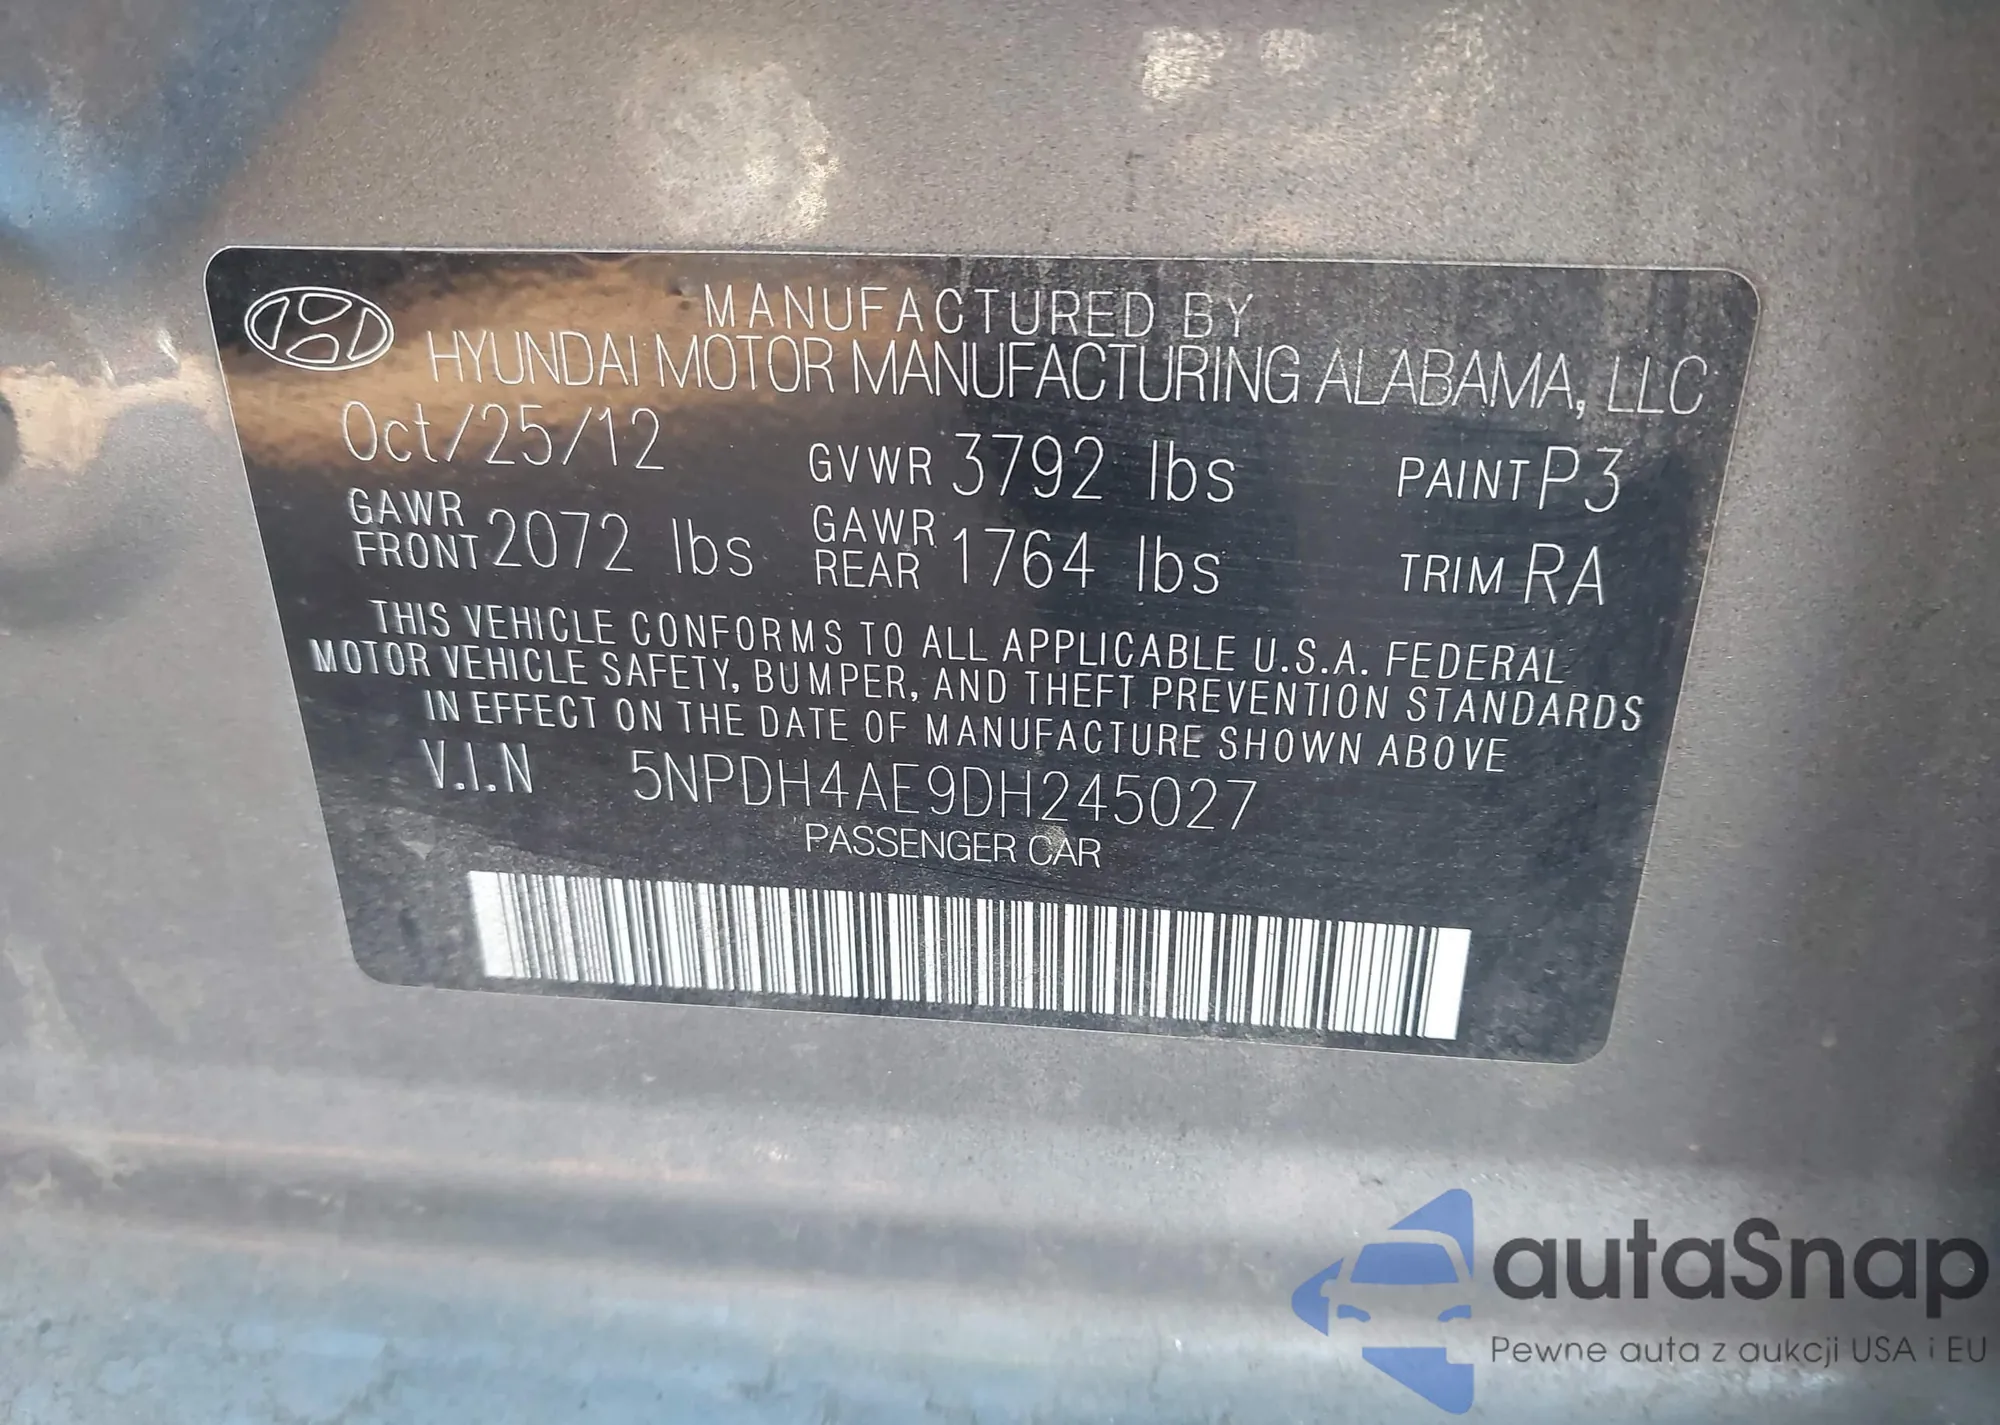 MANUFACTURED BY
HYUNDAI MOTOR MANUFACTURING ALABAMA, LLC
Oct/25/12 GVWR 3792 lbs PAINT P3
GAWR FRONT 2072 lbs GAWR REAR 1764 lbs TRIM RA
THIS VEHICLE CONFORMS TO ALL APPLICABLE U.S.A. FEDERAL
MOTOR VEHICLE SAFETY, BUMPER, AND THEFT PREVENTION STANDARDS
IN EFFECT ON THE DATE OF MANUFACTURE SHOWN ABOVE
V.I.N 5NPDH4AE9DH245027
PASSENGER CAR
autaSnap
Pewne auta z aukcji USA i EU